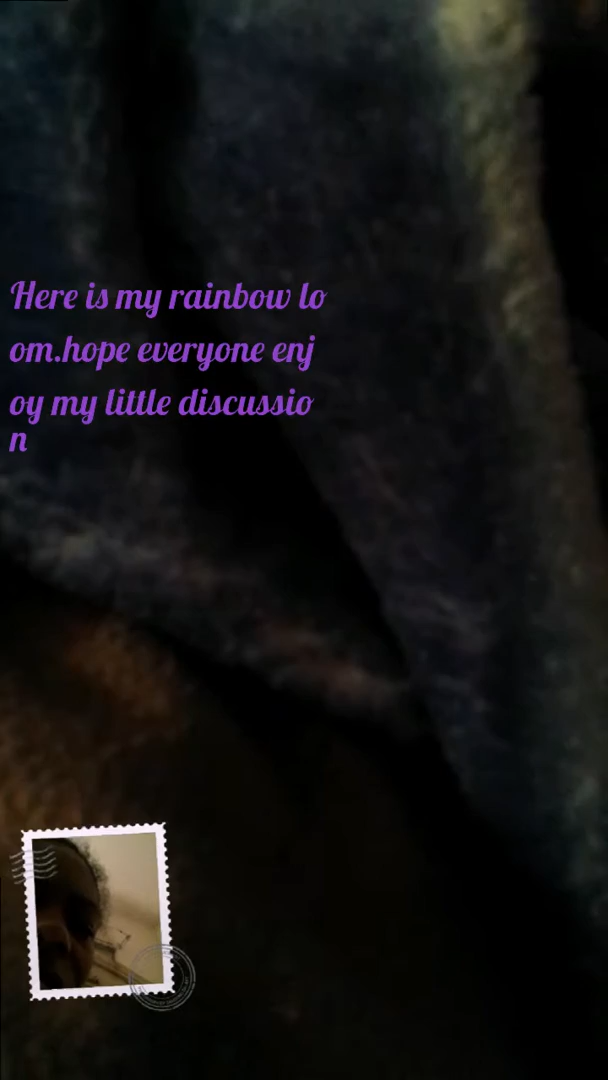 Here is my rainbow lo
om.hope everyone enj
oy my little discussio
n